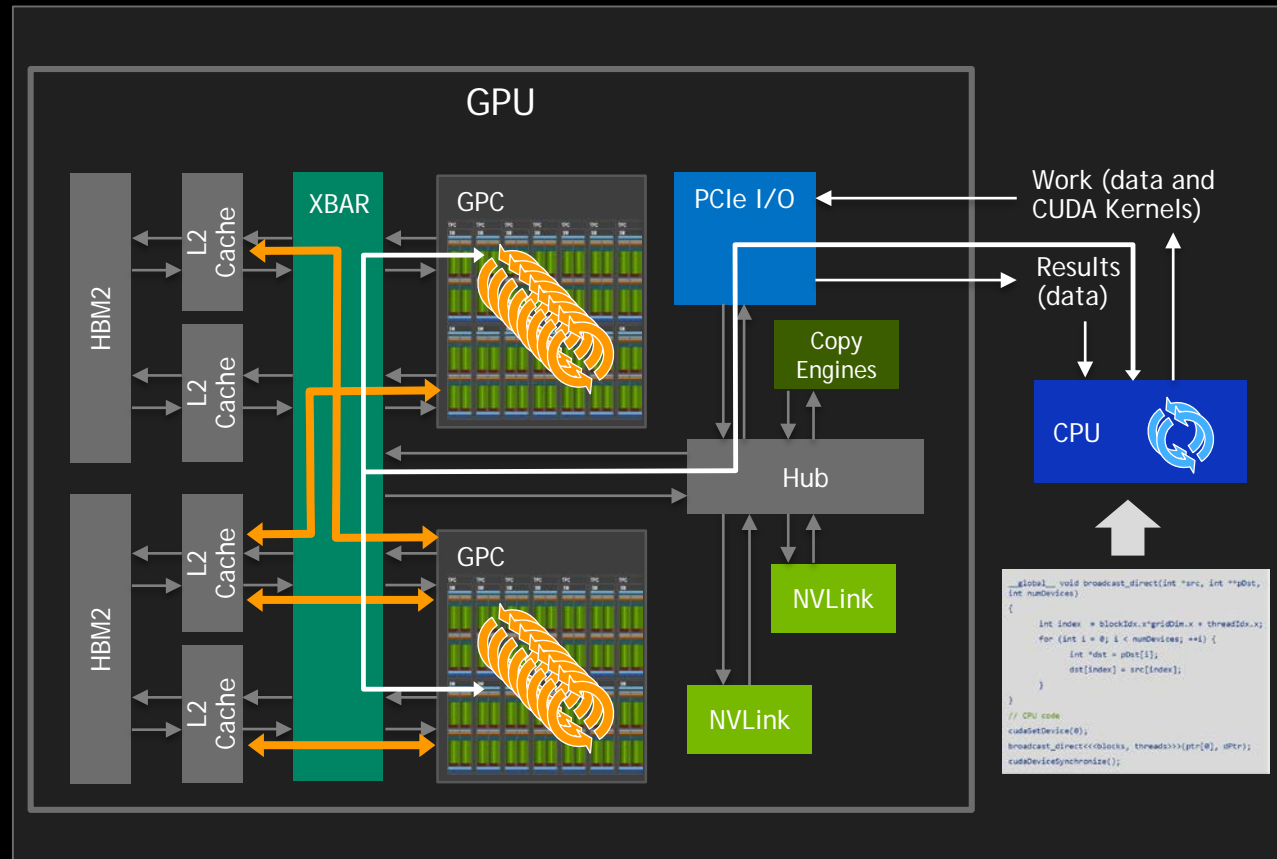 GPU
HBM2
L2
Cache
L2
Cache
XBAR
GPC
PCIe I/O
Work (data and
CUDA Kernels)
Results
(data)
Copy
Engines
CPU
Hub
HBM2
L2
Cache
L2
Cache
GPC
NVLink
NVLink
__global__ void broadcast_direct(int *src, int **pDst,
int numDevices)
{
int index = blockIdx.x*gridDim.x + threadIdx.x;
for (int i = 0; i < numDevices; ++i) {
int *dst = pDst[i];
dst[index] = src[index];
}
}
// CPU code
cudaSetDevice(0);
broadcast_direct<<<blocks, threads>>>(ptr[0], dPtr);
cudaDeviceSynchronize();